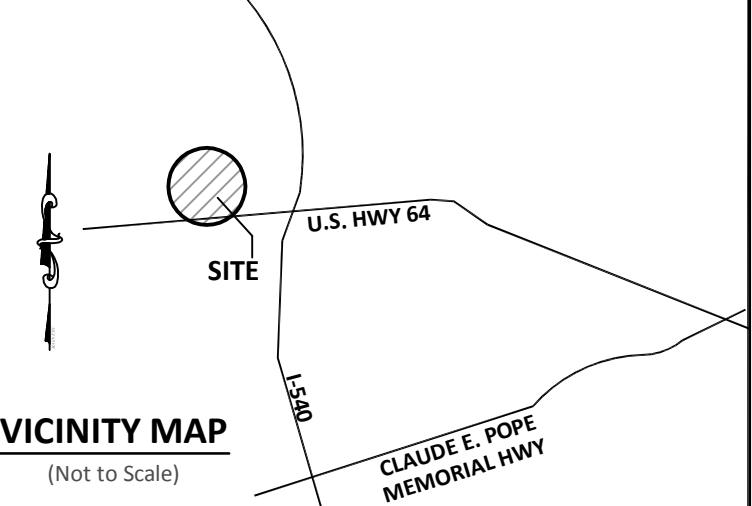 U.S. HWY 64
SITE
I-540
VICINITY MAP
(Not to Scale)
CLAUDE E. POPE
MEMORIAL HWY